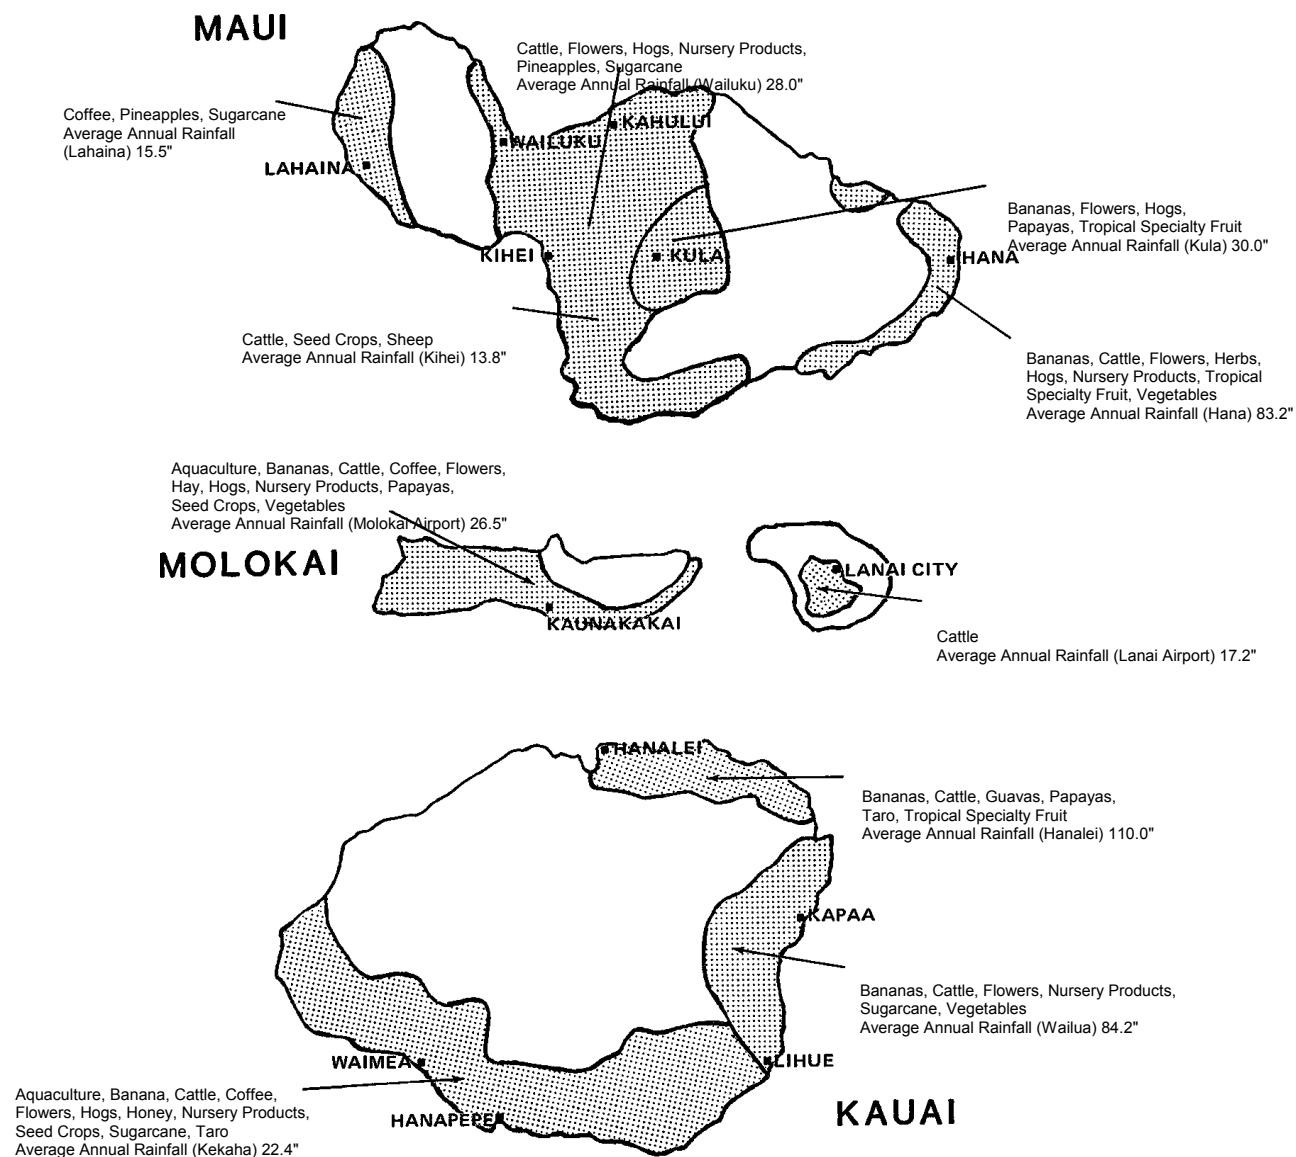 MAUI
Cattle, Flowers, Hogs, Nursery Products,
Pineapples, Sugarcane
Average Annual Rainfall (Wailuku) 28.0"
Coffee, Pineapples, Sugarcane
Average Annual Rainfall
(Lahaina) 15.5"
KAHULUI
WAILUKU
LAHAINA
Bananas, Flowers, Hogs,
Papayas, Tropical Specialty Fruit
Average Annual Rainfall (Kula) 30.0"
KIHEI
KULA
HANA
Cattle, Seed Crops, Sheep
Average Annual Rainfall (Kihei) 13.8"
Bananas, Cattle, Flowers, Herbs,
Hogs, Nursery Products, Tropical
Specialty Fruit, Vegetables
Average Annual Rainfall (Hana) 83.2"
Aquaculture, Bananas, Cattle, Coffee, Flowers,
Hay, Hogs, Nursery Products, Papayas,
Seed Crops, Vegetables
Average Annual Rainfall (Molokai Airport) 26.5"
MOLOKAI
LANAI CITY
KAUNAKAKAI
Cattle
Average Annual Rainfall (Lanai Airport) 17.2"
HANALEI
Bananas, Cattle, Guavas, Papayas,
Taro, Tropical Specialty Fruit
Average Annual Rainfall (Hanalei) 110.0"
KAPAA
Bananas, Cattle, Flowers, Nursery Products,
Sugarcane, Vegetables
Average Annual Rainfall (Wailua) 84.2"
WAIMEA
LIHUE
Aquaculture, Banana, Cattle, Coffee,
Flowers, Hogs, Honey, Nursery Products,
Seed Crops, Sugarcane, Taro
Average Annual Rainfall (Kekaha) 22.4"
HANAPEPE
KAUAI